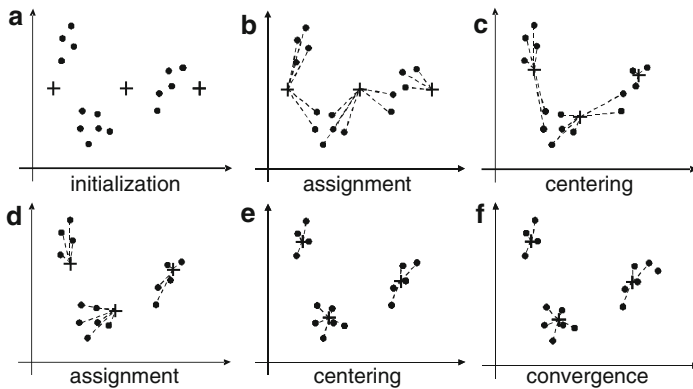 a
b
c
initialization
assignment
centering
d
e
f
assignment
centering
convergence